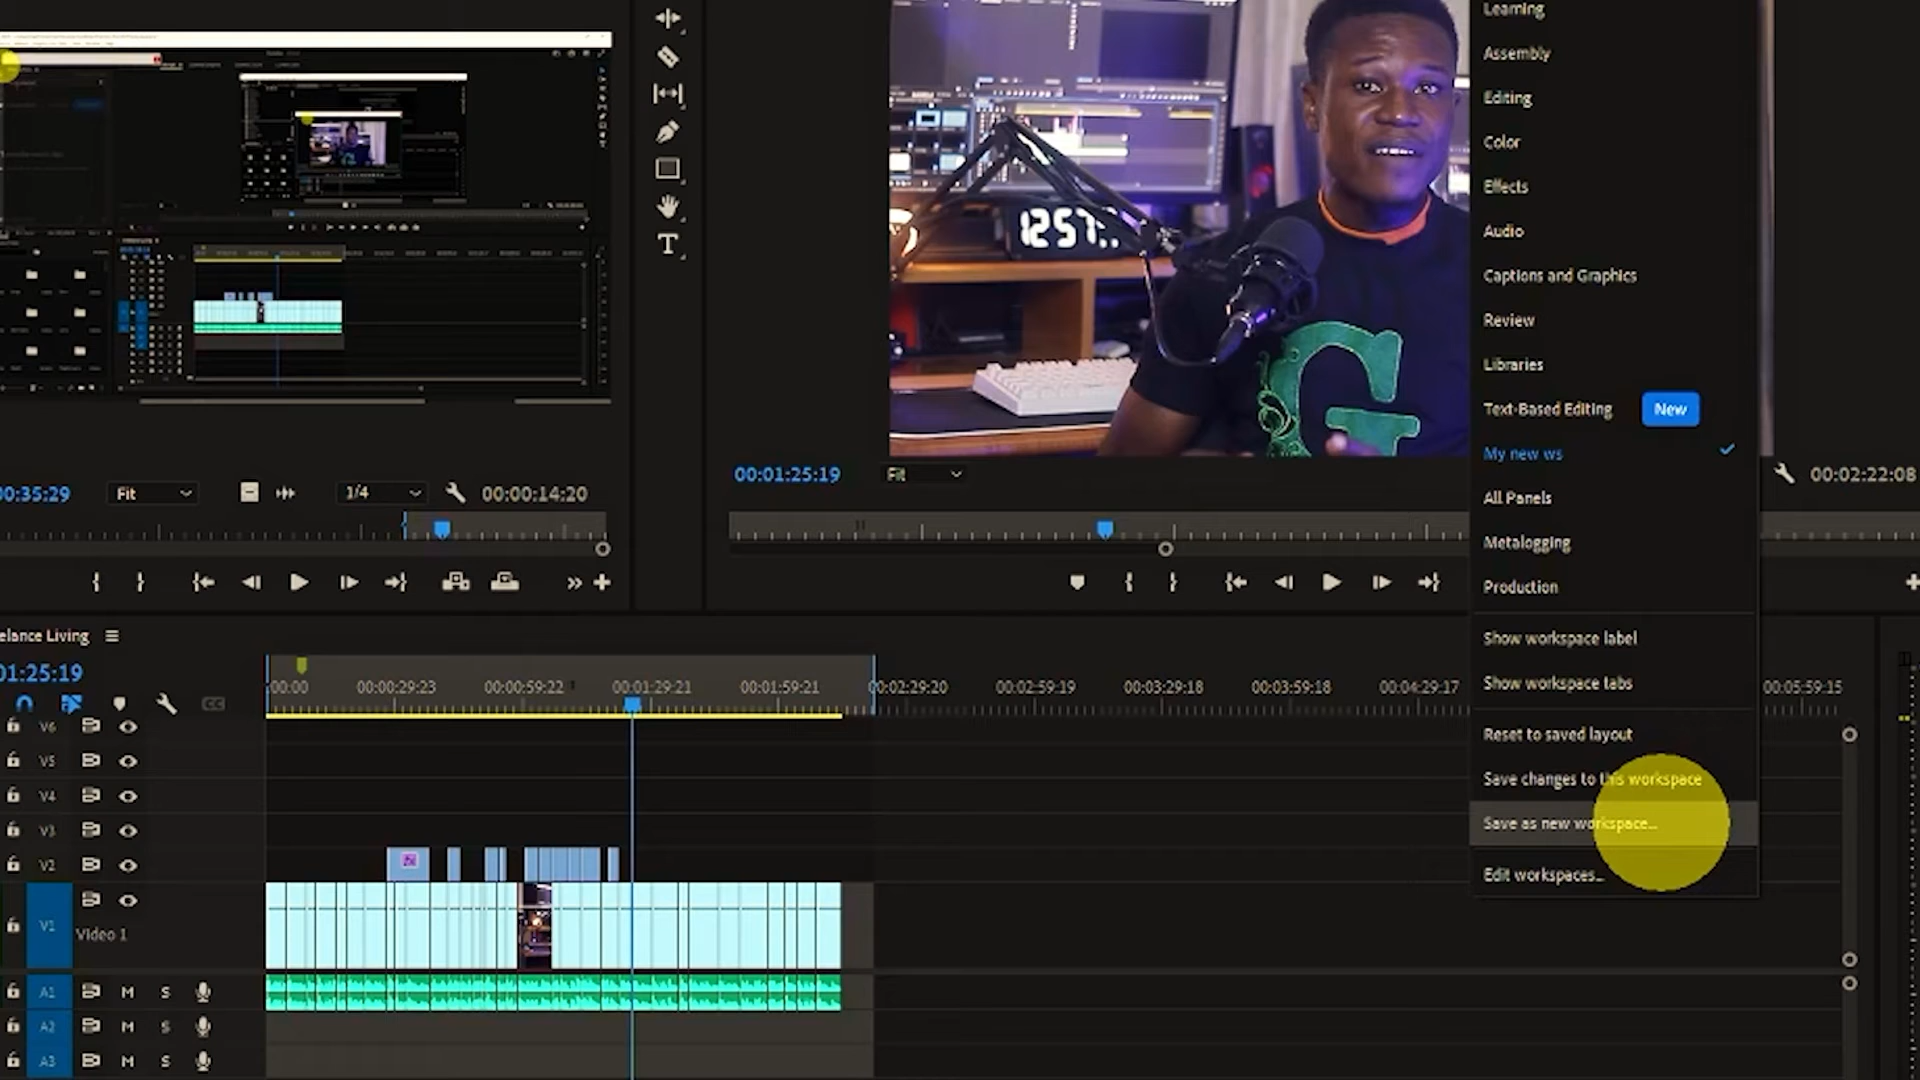 Learning
Assembly
Editing
Color
Effects
Audio
Captions and Graphics
Review
Libraries
Text-Based Editing New
My new ws
All Panels
Metalogging
Production
Show workspace label
Show workspace tabs
Reset to saved layout
Save changes to this workspace
Save as new workspace...
Edit workspaces...
12:57
G
T
00:35:29 Fit 1/4 00:00:14:20
00:01:25:19 Fit 00:02:22:08
elance Living
01:25:19
:00:00 00:00:29:23 00:00:59:22 00:01:29:21 00:01:59:21 00:02:29:20 00:02:59:19 00:03:29:18 00:03:59:18 00:04:29:17 00:05:59:15
V6
V5
V4
V3
V2 fx
V1 Video 1
A1 M S
A2 M S
A3 M S